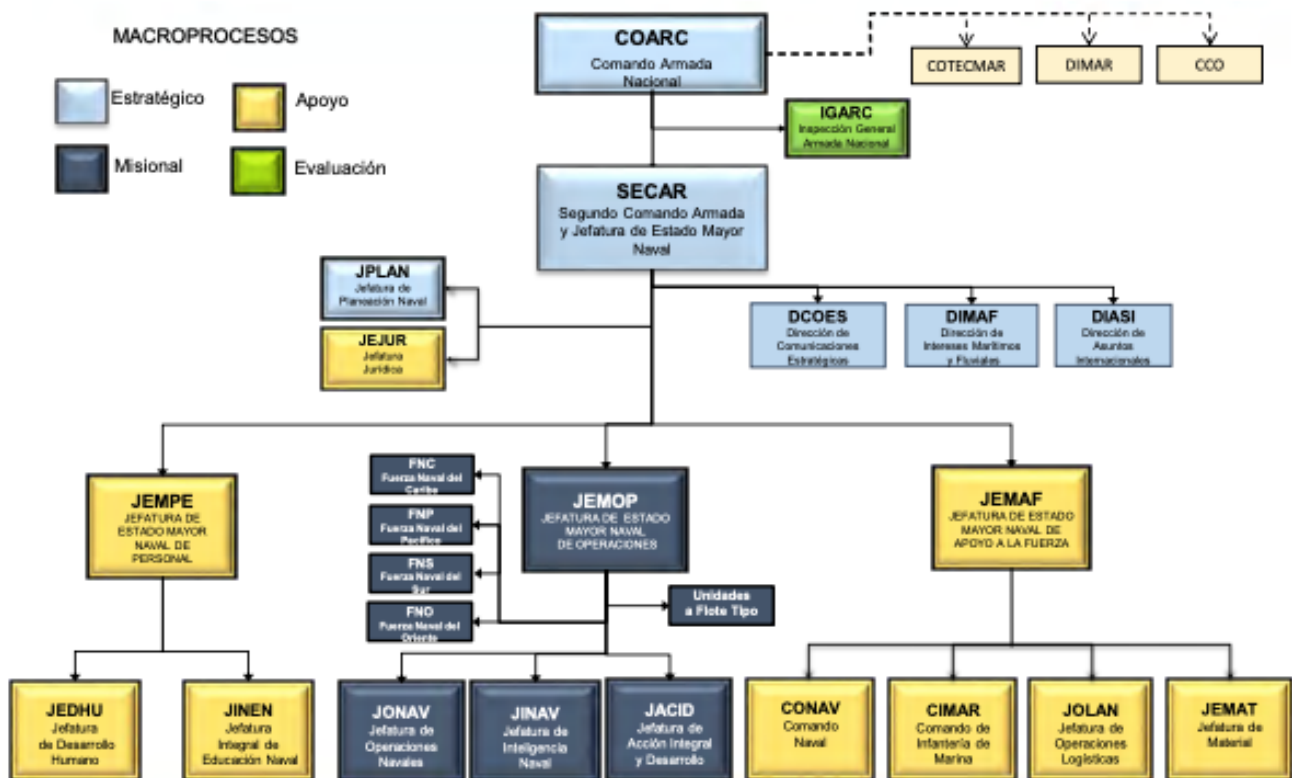 MACROPROCESOS
Estratégico
Apoyo
Misional
Evaluación
COARC
Comando Armada
Nacional
COTECMAR
DIMAR
CCO
IGARC
Inspección General
Armada Nacional
SECAR
Segundo Comando Armada
y Jefatura de Estado Mayor
Naval
JPLAN
Jefatura de
Planeación Naval
JEJUR
Jefatura
Jurídica
DCOES
Dirección de
Comunicaciones
Estratégicas
DIMAF
Dirección de
Intereses Marítimos
y Fluviales
DIASI
Dirección de
Asuntos
Internacionales
JEMPE
JEFATURA DE
ESTADO MAYOR
NAVAL DE
PERSONAL
FNC
Fuerza Naval del
Caribe
FNP
Fuerza Naval del
Pacífico
FNS
Fuerza Naval del
Sur
FNO
Fuerza Naval del
Oriente
JEMOP
JEFATURA DE ESTADO
MAYOR NAVAL
DE OPERACIONES
Unidades
a Flote Tipo
JEMAF
JEFATURA DE ESTADO
MAYOR NAVAL DE
APOYO A LA FUERZA
JEDHU
Jefatura
de Desarrollo
Humano
JINEN
Jefatura
Integral de
Educación Naval
JONAV
Jefatura de
Operaciones
Navales
JINAV
Jefatura de
Inteligencia
Naval
JACID
Jefatura de
Acción Integral
y Desarrollo
CONAV
Comando
Naval
CIMAR
Comando de
Infantería de
Marina
JOLAN
Jefatura de
Operaciones
Logísticas
JEMAT
Jefatura de
Material